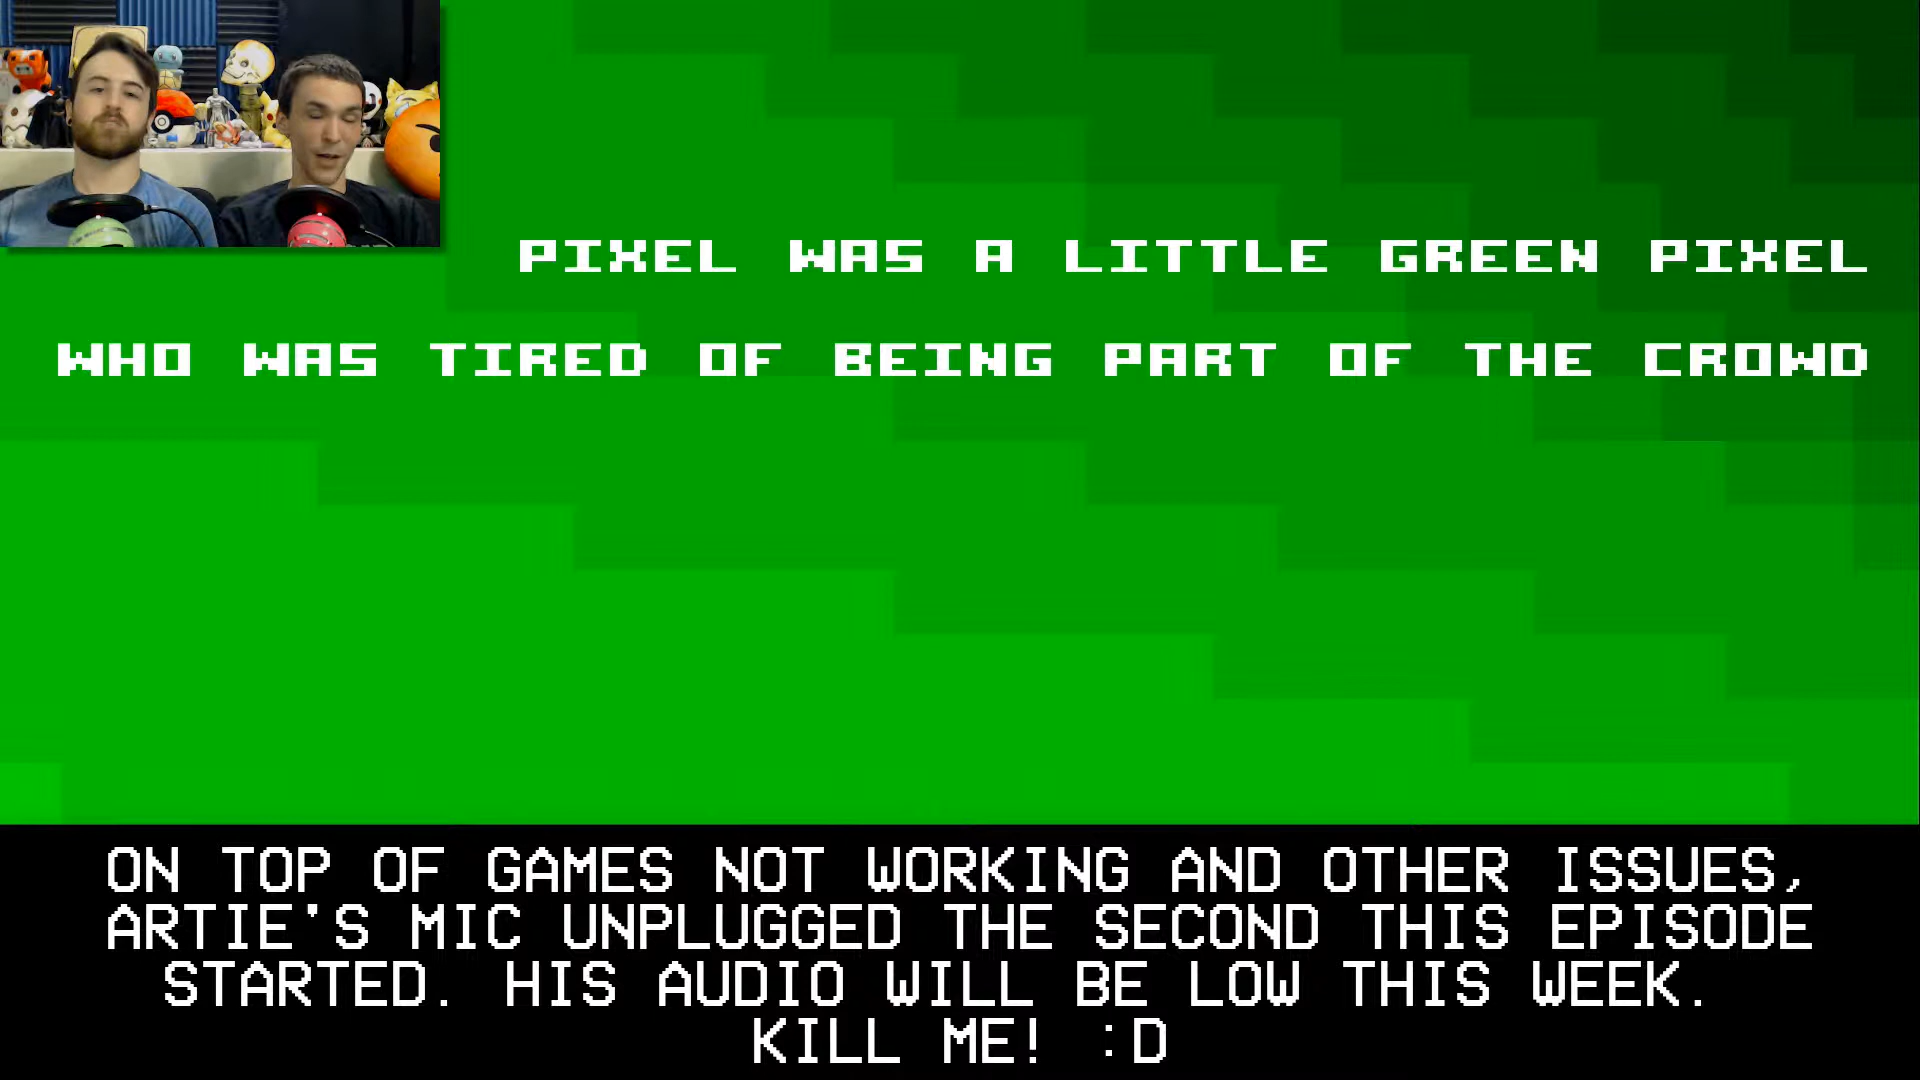 PIXEL WAS A LITTLE GREEN PIXEL
WHO WAS TIRED OF BEING PART OF THE CROWD
ON TOP OF GAMES NOT WORKING AND OTHER ISSUES,
ARTIE'S MIC UNPLUGGED THE SECOND THIS EPISODE
STARTED. HIS AUDIO WILL BE LOW THIS WEEK.
KILL ME! :D